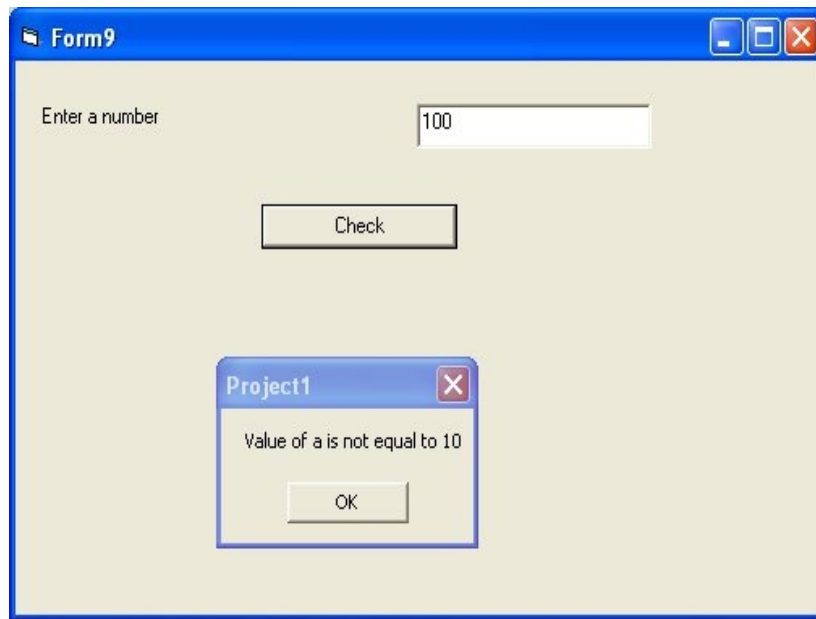 Form9
Enter a number
100
Check
Project1
Value of a is not equal to 10
OK